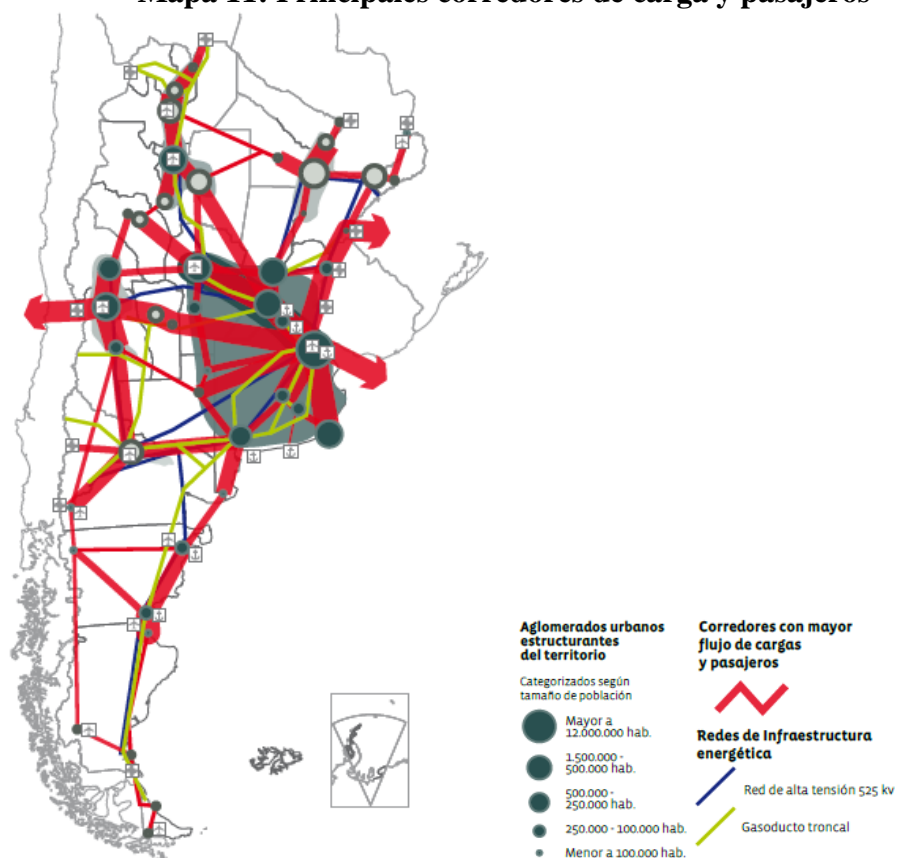 Mapa 11: Principales corredores de carga y pasajeros
Aglomerados urbanos
estructurantes
del territorio
Categorizados según
tamaño de población
Mayor a
12.000.000 hab.
1.500.000 -
500.000 hab.
500.000 -
250.000 hab.
250.000 - 100.000 hab.
Menor a 100.000 hab.
Corredores con mayor
flujo de cargas
y pasajeros
Redes de Infraestructura
energética
Red de alta tensión 525 kv
Gasoducto troncal